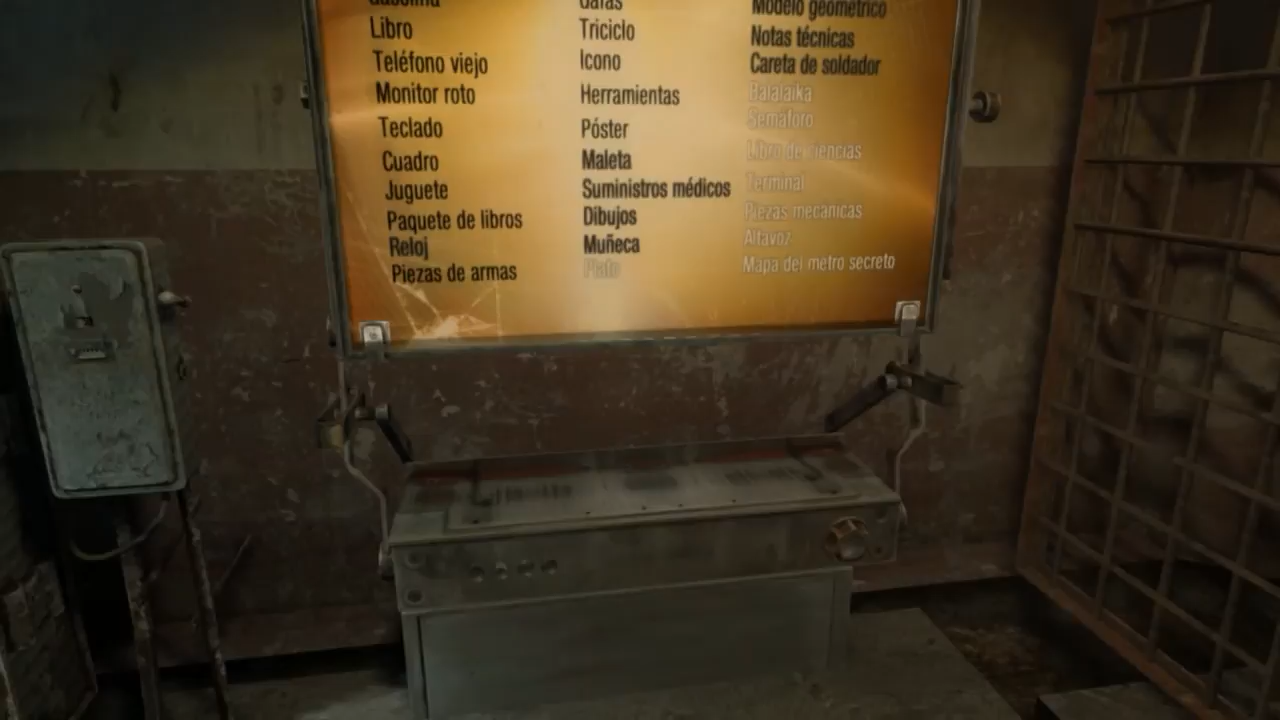 Gasolina
Libro
Teléfono viejo
Monitor roto
Teclado
Cuadro
Juguete
Paquete de libros
Reloj
Piezas de armas
Gafas
Triciclo
Icono
Herramientas
Póster
Maleta
Suministros médicos
Dibujos
Muñeca
Plato
Modelo geométrico
Notas técnicas
Careta de soldador
Balalaika
Semáforo
Libro de ciencias
Terminal
Piezas mecánicas
Altavoz
Mapa del metro secreto